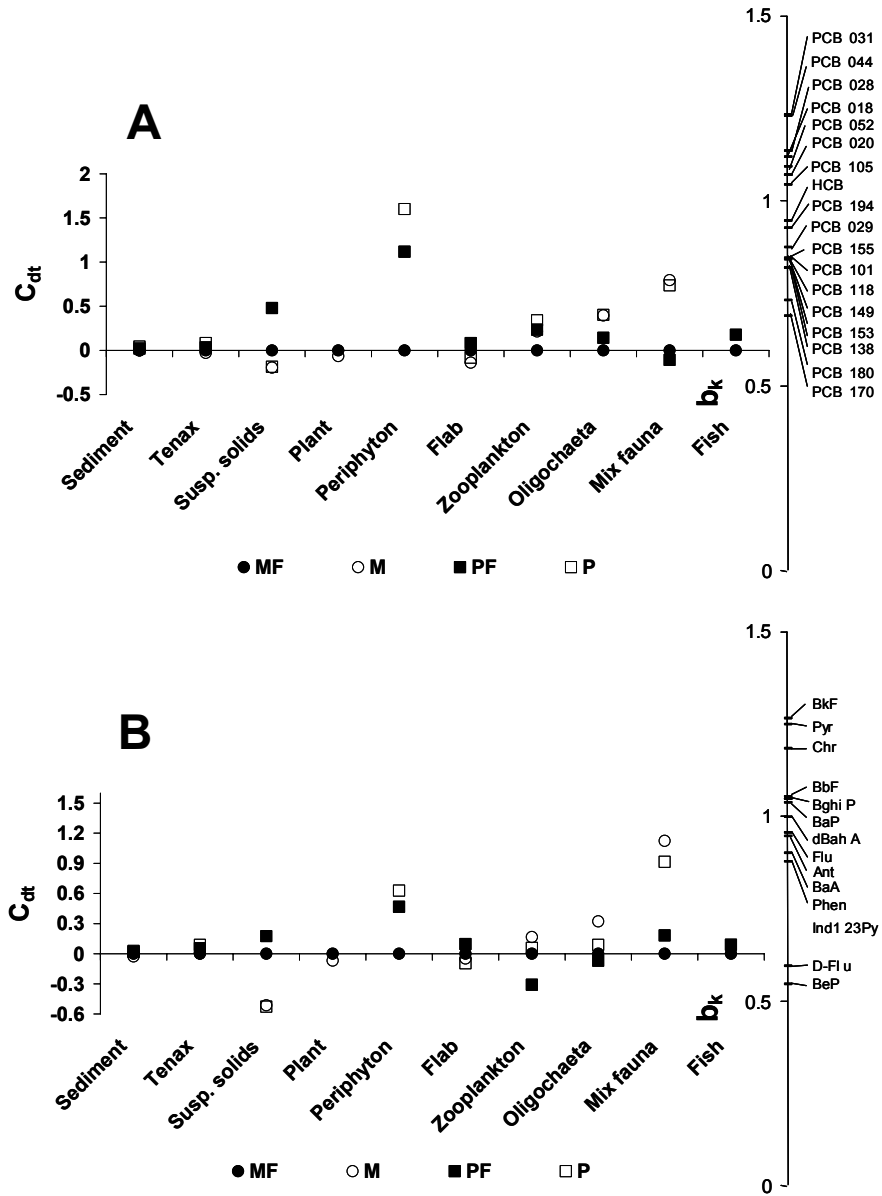 A
C_dt
2
1.5
1
0.5
0
-0.5
Sediment
Tenax
Susp. solids
Plant
Periphyton
Flab
Zooplankton
Oligochaeta
Mix fauna
Fish
MF M PF P
b_k
1.5
1
0.5
0
PCB 031
PCB 044
PCB 028
PCB 018
PCB 052
PCB 020
PCB 105
HCB
PCB 194
PCB 029
PCB 155
PCB 101
PCB 118
PCB 149
PCB 153
PCB 138
PCB 180
PCB 170
B
C_dt
1.5
1.2
0.9
0.6
0.3
0
-0.3
-0.6
Sediment
Tenax
Susp. solids
Plant
Periphyton
Flab
Zooplankton
Oligochaeta
Mix fauna
Fish
MF M PF P
b_k
1.5
1
0.5
0
BkF
Pyr
Chr
BbF
Bghi P
BaP
dBah A
Flu
Ant
BaA
Phen
Ind1 23Py
D-Fl u
BeP